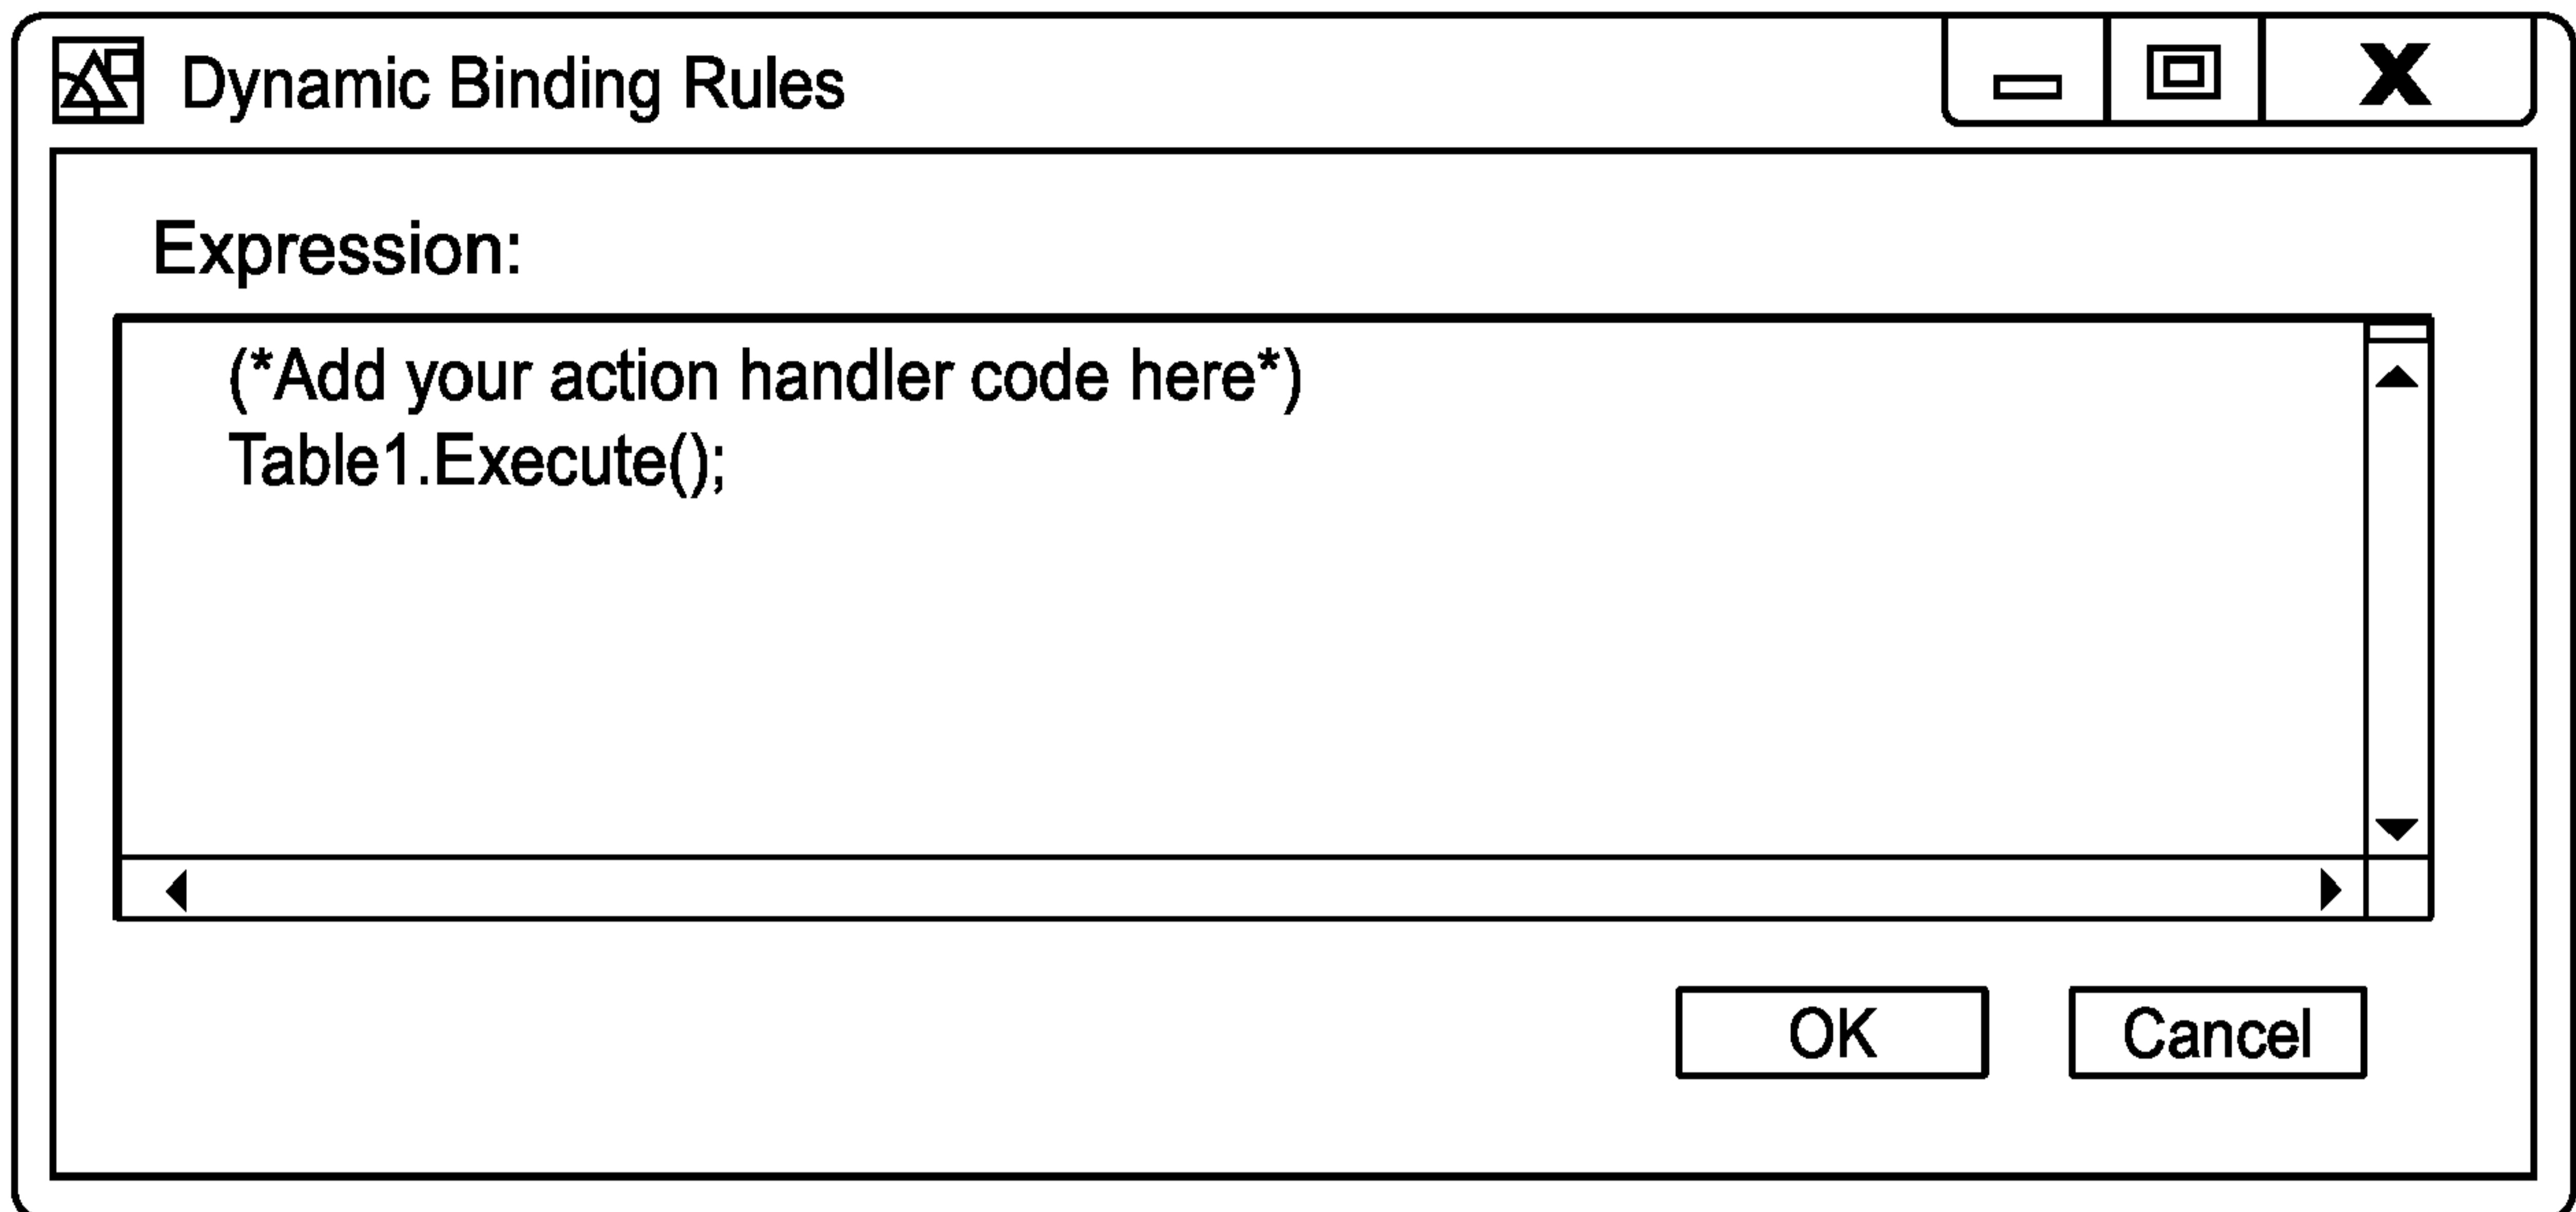 Dynamic Binding Rules
X
Expression:
(*Add your action handler code here*)
Table1.Execute();
OK
Cancel